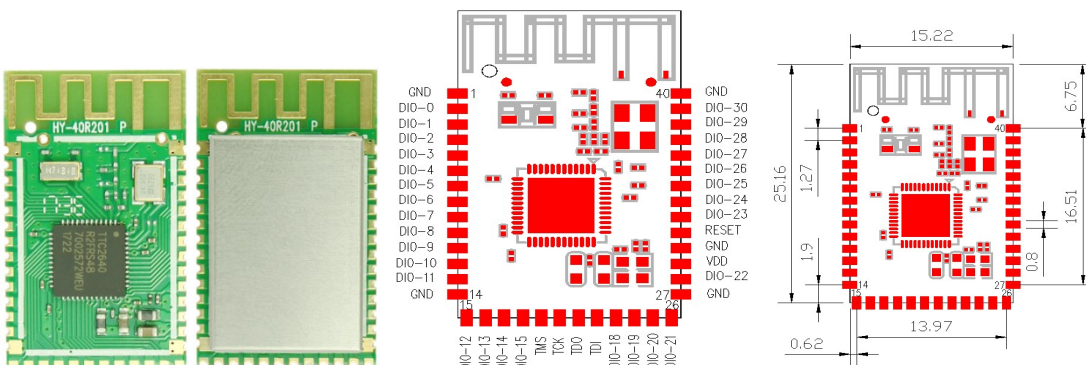 HY-40R201 P
TCC2640
R2FRS48
7002572WEU
1722
HY-40R201 P
GND
DIO-0
DIO-1
DIO-2
DIO-3
DIO-4
DIO-5
DIO-6
DIO-7
DIO-8
DIO-9
DIO-10
DIO-11
GND
1
14
15
40
27
26
GND
DIO-30
DIO-29
DIO-28
DIO-27
DIO-26
DIO-25
DIO-24
DIO-23
RESET
GND
VDD
DIO-22
GND
DIO-12
DIO-13
DIO-14
DIO-15
TMS
TCK
TDO
TDI
DIO-18
DIO-19
DIO-20
DIO-21
15.22
25.16
1.27
1.9
0.62
13.97
0.8
16.51
6.75
1
14
15
40
27
26